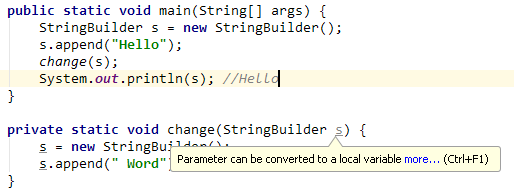 public static void main(String[] args) {
    StringBuilder s = new StringBuilder();
    s.append("Hello");
    change(s);
    System.out.println(s); //Hello
}
private static void change(StringBuilder s) {
    s = new StringBuilder();
    s.append(" Word")
Parameter can be converted to a local variable more... (Ctrl+F1)
}